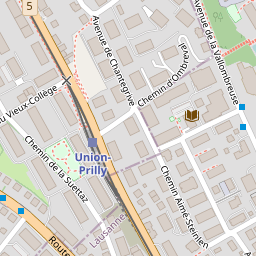 5
Avenue de Chantegrive
Avenue de la Vallombreuse
Chemin d'Ombreval
u Vieux-Collège
Chemin de la Suettaz
Union-
Prilly
Chemin Aimé-Steinlen
Lausanne
Route